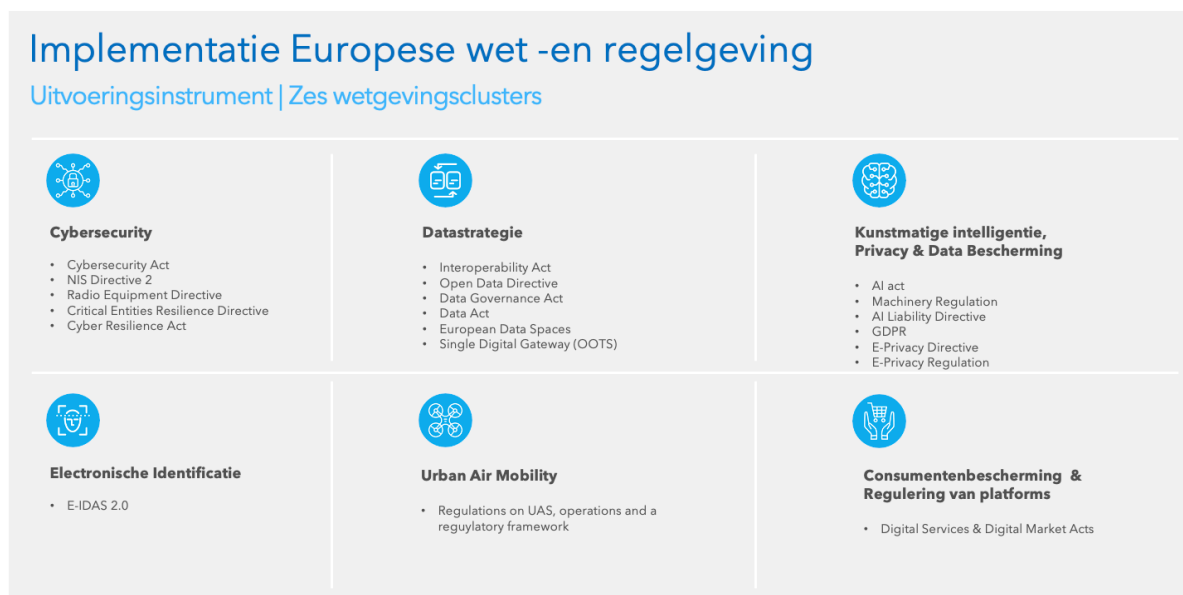 Implementatie Europese wet -en regelgeving
Uitvoeringsinstrument | Zes wetgevingsclusters
Cybersecurity
• Cybersecurity Act
• NIS Directive 2
• Radio Equipment Directive
• Critical Entities Resilience Directive
• Cyber Resilience Act
Datastrategie
• Interoperability Act
• Open Data Directive
• Data Governance Act
• Data Act
• European Data Spaces
• Single Digital Gateway (OOTS)
Kunstmatige intelligentie,
Privacy & Data Bescherming
• AI act
• Machinery Regulation
• AI Liability Directive
• GDPR
• E-Privacy Directive
• E-Privacy Regulation
Electronische Identificatie
• E-IDAS 2.0
Urban Air Mobility
• Regulations on UAS, operations and a
reguylatory framework
Consumentenbescherming &
Regulering van platforms
• Digital Services & Digital Market Acts